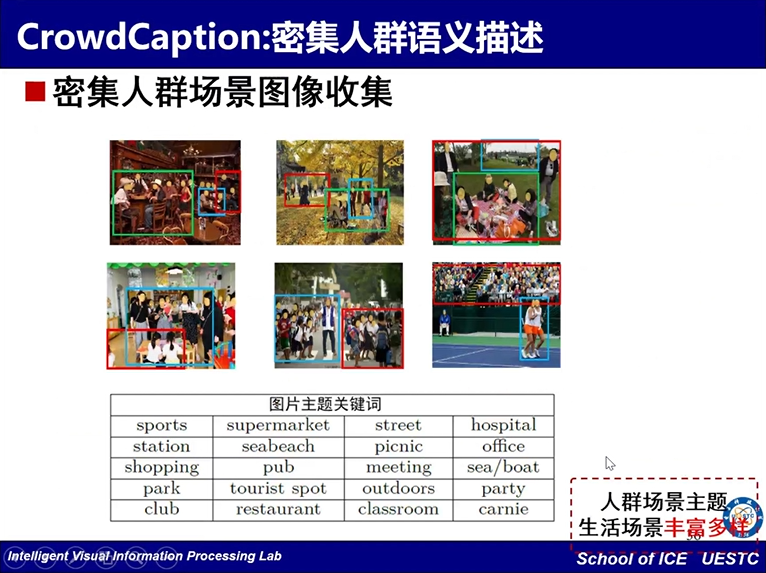 CrowdCaption:密集人群语义描述
密集人群场景图像收集
图片主题关键词
sports supermarket street hospital
station seabeach picnic office
shopping pub meeting sea/boat
park tourist spot outdoors party
club restaurant classroom carnie
人群场景主题
生活场景丰富多样
Intelligent Visual Information Processing Lab
School of ICE UESTC